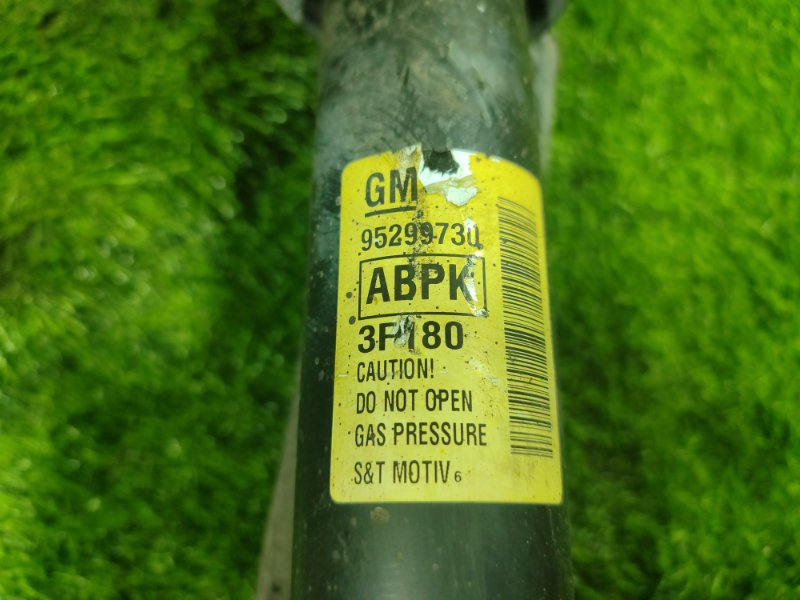 GM
95299730
ABPK
3F180
CAUTION!
DO NOT OPEN
GAS PRESSURE
S&T MOTIV 6